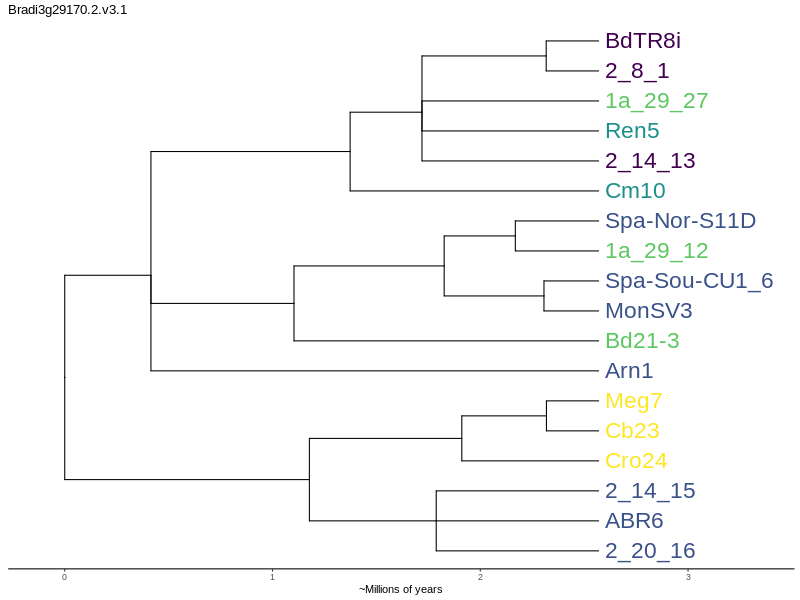 Bradi3g29170.2.v3.1
BdTR8i
2_8_1
1a_29_27
Ren5
2_14_13
Cm10
Spa-Nor-S11D
1a_29_12
Spa-Sou-CU1_6
MonSV3
Bd21-3
Arn1
Meg7
Cb23
Cro24
2_14_15
ABR6
2_20_16
0 1 2 3
~Millions of years